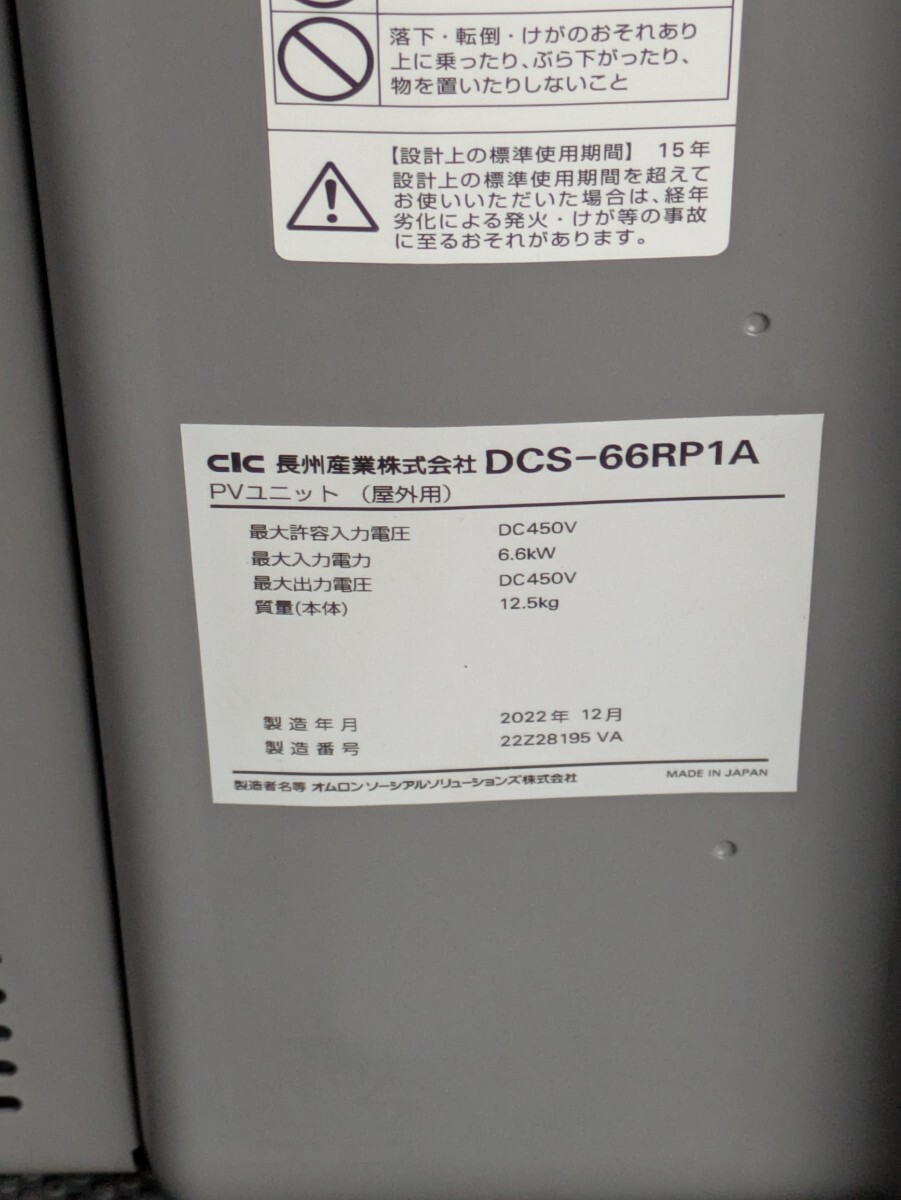 落下・転倒・けがのおそれあり
上に乗ったり、ぶら下がったり、
物を置いたりしないこと
【設計上の標準使用期間】 15年
設計上の標準使用期間を超えて
お使いいただいた場合は、経年
劣化による発火・けが等の事故
に至るおそれがあります。
CIC 長州産業株式会社 DCS-66RP1A
PVユニット (屋外用)
最大許容入力電圧 DC450V
最大入力電力 6.6kW
最大出力電圧 DC450V
質量(本体) 12.5kg
製造年月 2022年 12月
製造番号 22Z28195 VA
製造者名等 オムロンソーシアルソリューションズ株式会社 MADE IN JAPAN